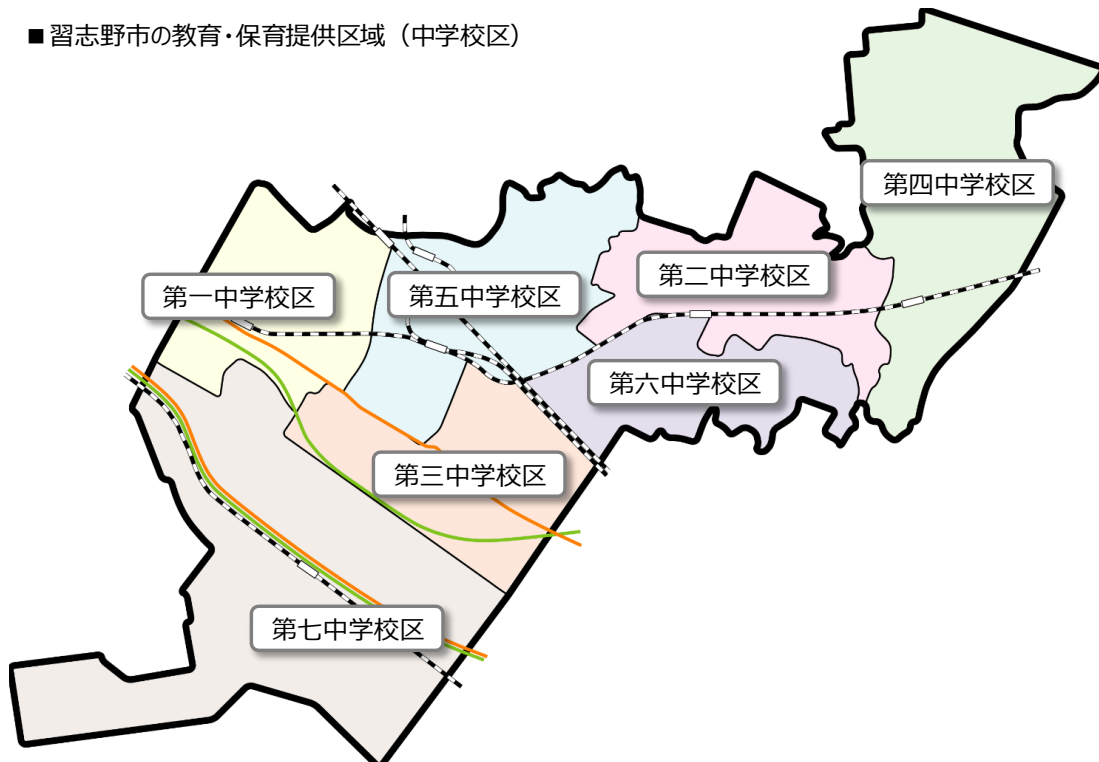 ■習志野市の教育・保育提供区域（中学校区）
第四中学校区
第二中学校区
第一中学校区
第五中学校区
第六中学校区
第三中学校区
第七中学校区